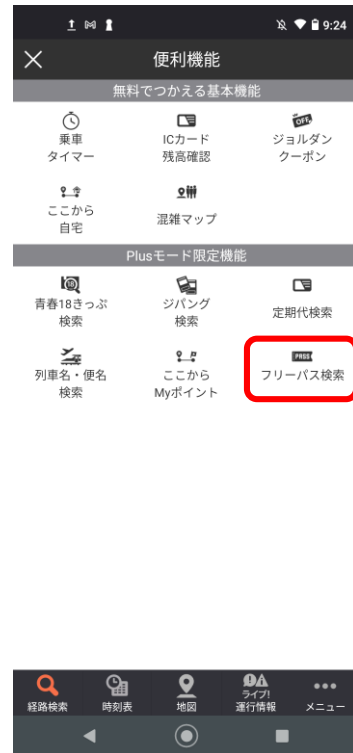 9:24
便利機能
無料でつかえる基本機能
乗車
タイマー
ICカード
残高確認
OFF
ジョルダン
クーポン
ここから
自宅
混雑マップ
Plusモード限定機能
青春18きっぷ
検索
ジパング
検索
定期代検索
列車名・便名
検索
ここから
Myポイント
PASS
フリーパス検索
経路検索
時刻表
地図
ライブ!
運行情報
メニュー